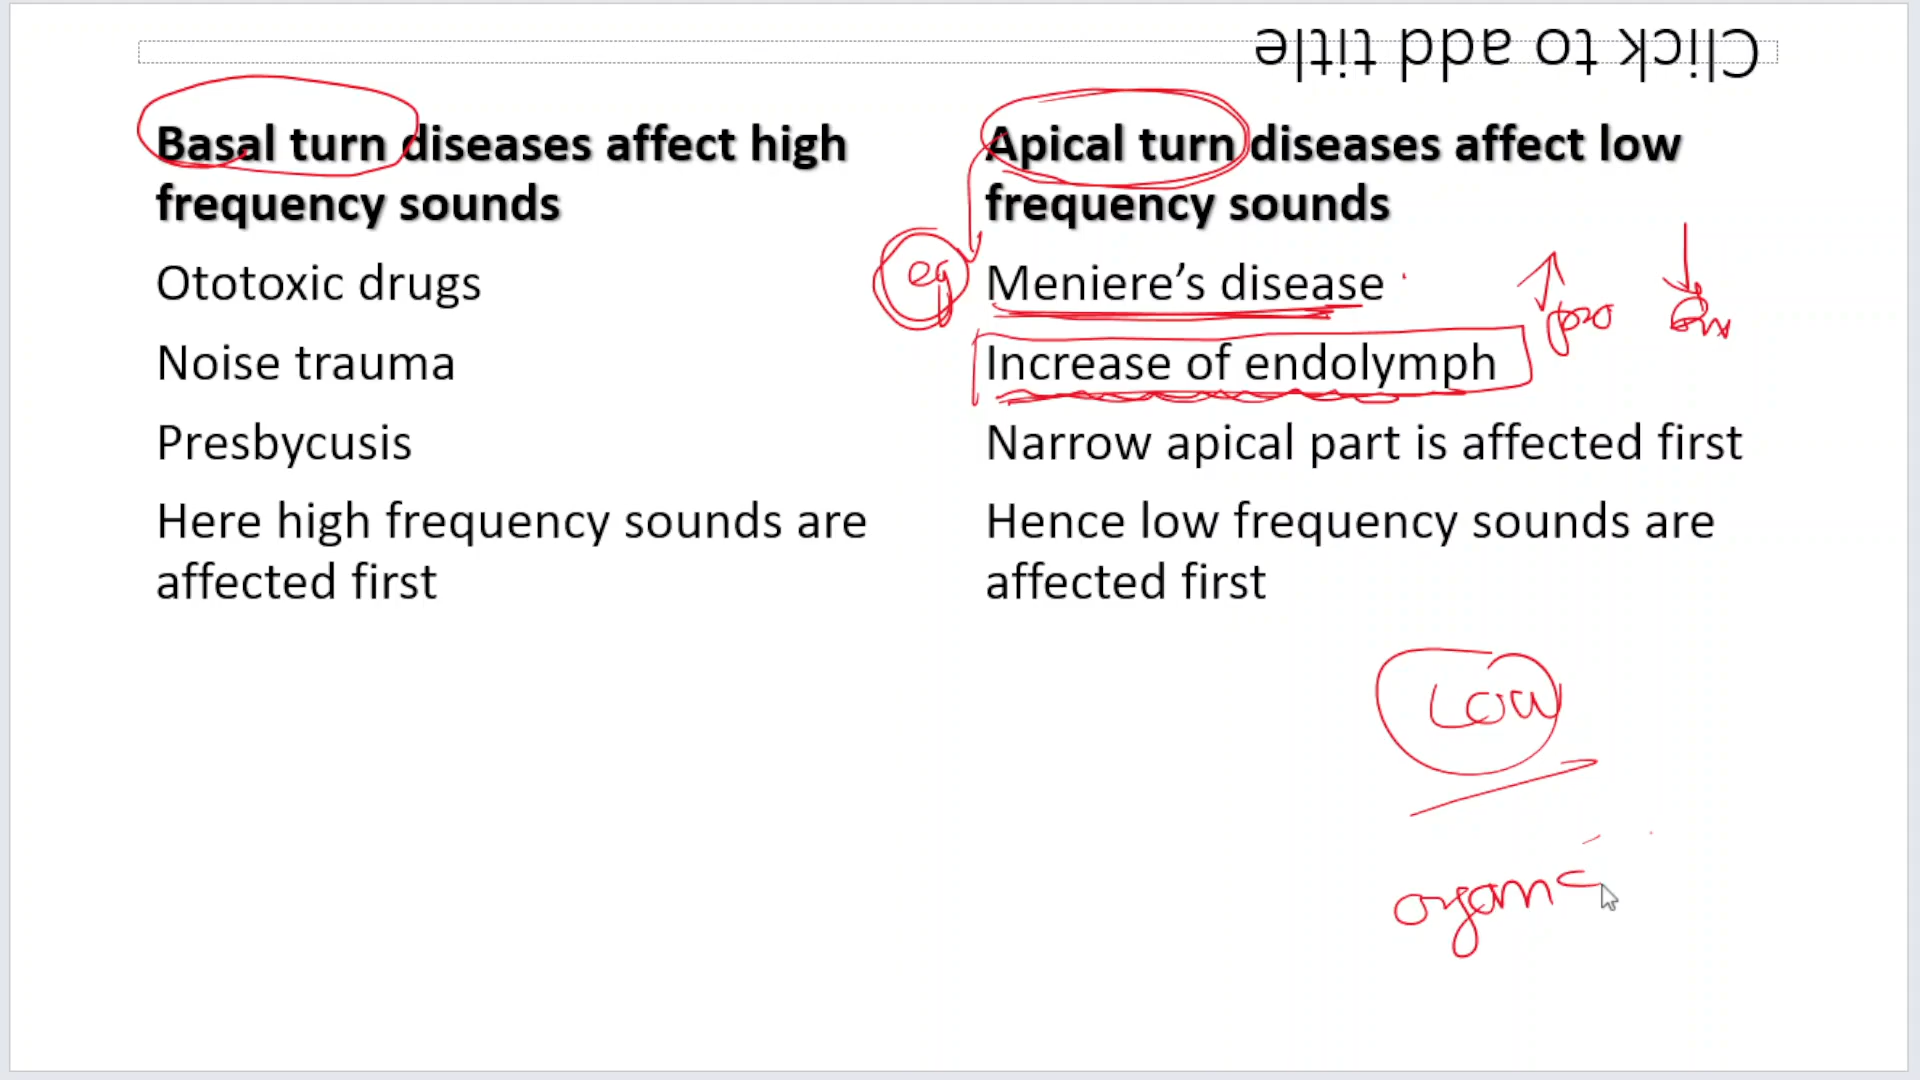 Click to add title
Basal turn diseases affect high
frequency sounds
Ototoxic drugs
Noise trauma
Presbycusis
Here high frequency sounds are
affected first
Apical turn diseases affect low
frequency sounds
eg
Meniere’s disease
pro
Increase of endolymph
Narrow apical part is affected first
Hence low frequency sounds are
affected first
Low
organ